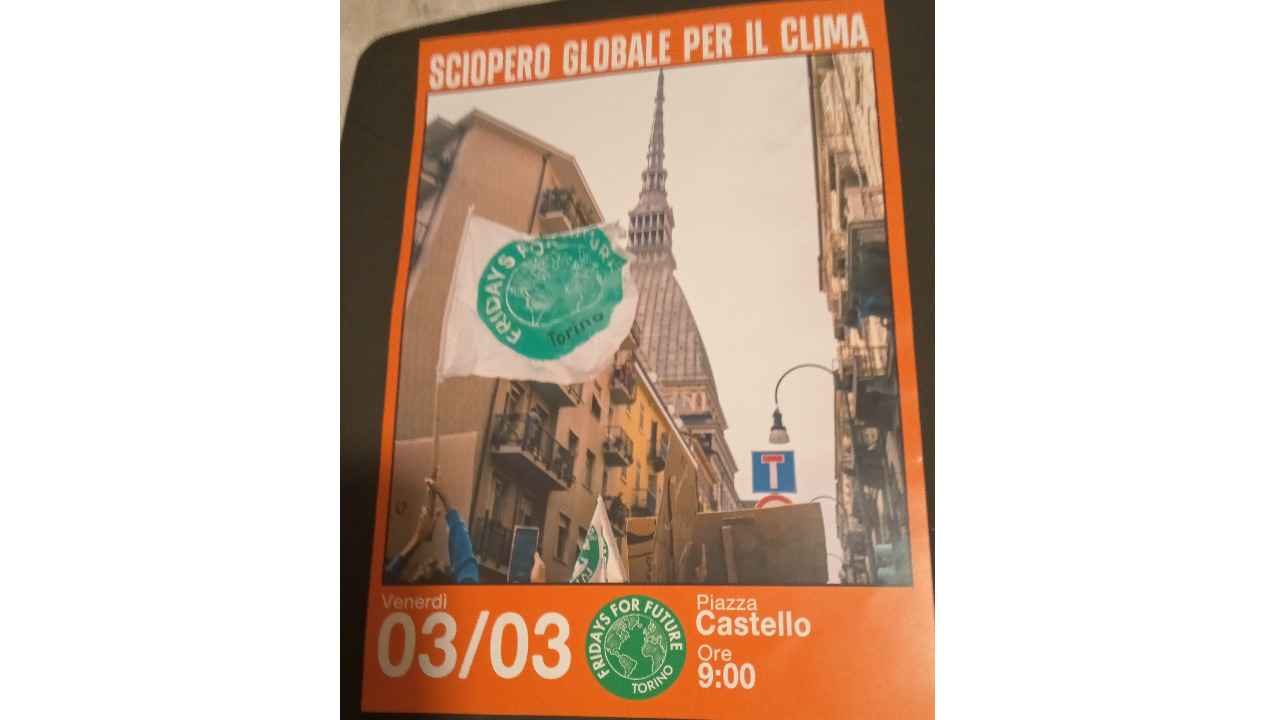 SCIOPERO GLOBALE PER IL CLIMA
FRIDAYS FOR FUTURE
Torino
T
Venerdì
03/03
FRIDAYS FOR FUTURE
TORINO
Piazza
Castello
Ore
9:00